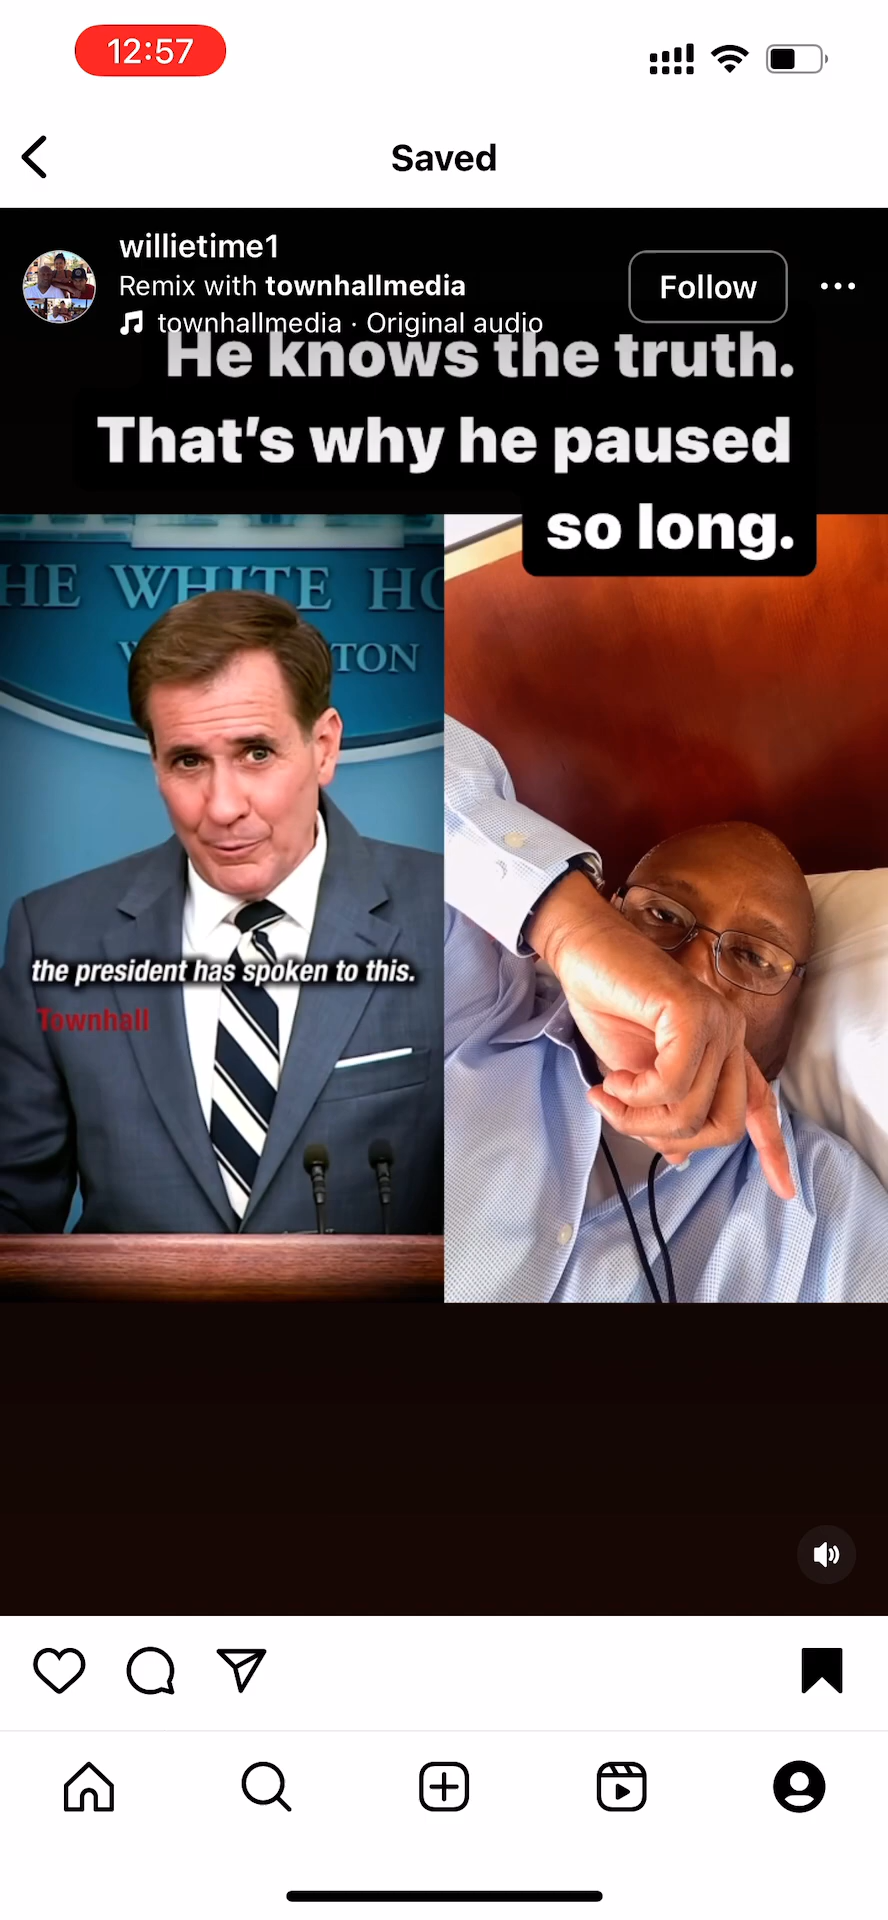 12:57
Saved
willietime1
Remix with townhallmedia
Follow
townhallmedia · Original audio
He knows the truth.
That's why he paused
so long.
HE WHITE HO
W
TON
the president has spoken to this.
Townhall